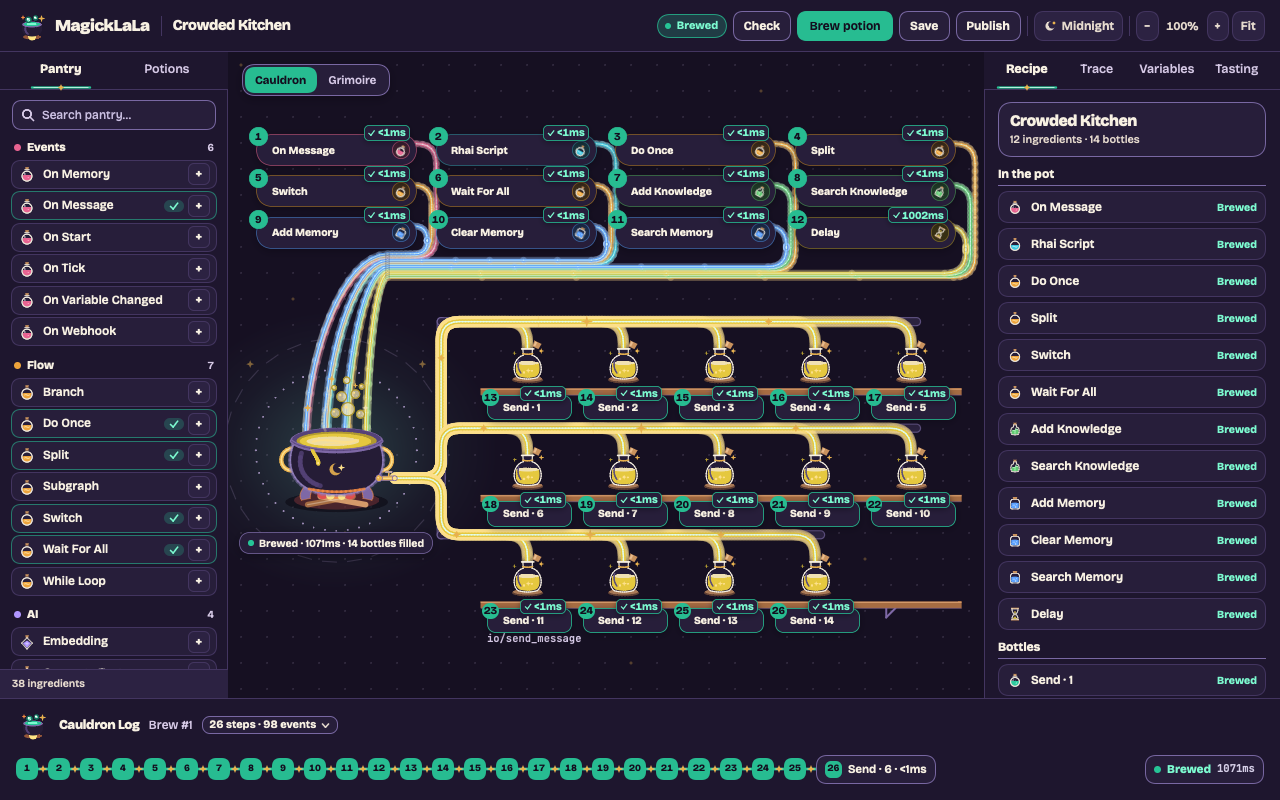 MagickLaLa
Crowded Kitchen
Brewed
Check
Brew potion
Save
Publish
Midnight
−
100%
+
Fit
Pantry
Potions
Search pantry...
Events 6
On Memory +
On Message +
On Start +
On Tick +
On Variable Changed +
On Webhook +
Flow 7
Branch +
Do Once +
Split +
Subgraph +
Switch +
Wait For All +
While Loop +
AI 4
Embedding +
38 ingredients
Cauldron
Grimoire
1 On Message <1ms
2 Rhai Script <1ms
3 Do Once <1ms
4 Split <1ms
5 Switch <1ms
6 Wait For All <1ms
7 Add Knowledge <1ms
8 Search Knowledge <1ms
9 Add Memory <1ms
10 Clear Memory <1ms
11 Search Memory <1ms
12 Delay 1002ms
Brewed · 1071ms · 14 bottles filled
13 Send · 1 <1ms
14 Send · 2 <1ms
15 Send · 3 <1ms
16 Send · 4 <1ms
17 Send · 5 <1ms
18 Send · 6 <1ms
19 Send · 7 <1ms
20 Send · 8 <1ms
21 Send · 9 <1ms
22 Send · 10 <1ms
23 Send · 11 <1ms
24 Send · 12 <1ms
25 Send · 13 <1ms
26 Send · 14 <1ms
io/send_message
Recipe
Trace
Variables
Tasting
Crowded Kitchen
12 ingredients · 14 bottles
In the pot
On Message Brewed
Rhai Script Brewed
Do Once Brewed
Split Brewed
Switch Brewed
Wait For All Brewed
Add Knowledge Brewed
Search Knowledge Brewed
Add Memory Brewed
Clear Memory Brewed
Search Memory Brewed
Delay Brewed
Bottles
Send · 1 Brewed
Cauldron Log Brew #1 26 steps · 98 events
1 2 3 4 5 6 7 8 9 10 11 12 13 14 15 16 17 18 19 20 21 22 23 24 25 26 Send · 6 · <1ms
Brewed 1071ms